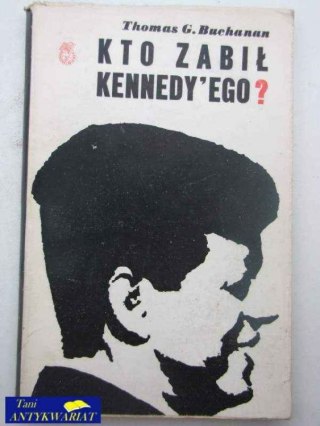 Thomas G. Buchanan
KTO ZABIŁ
KENNEDY'EGO?
Tani
ANTYKWARIAT